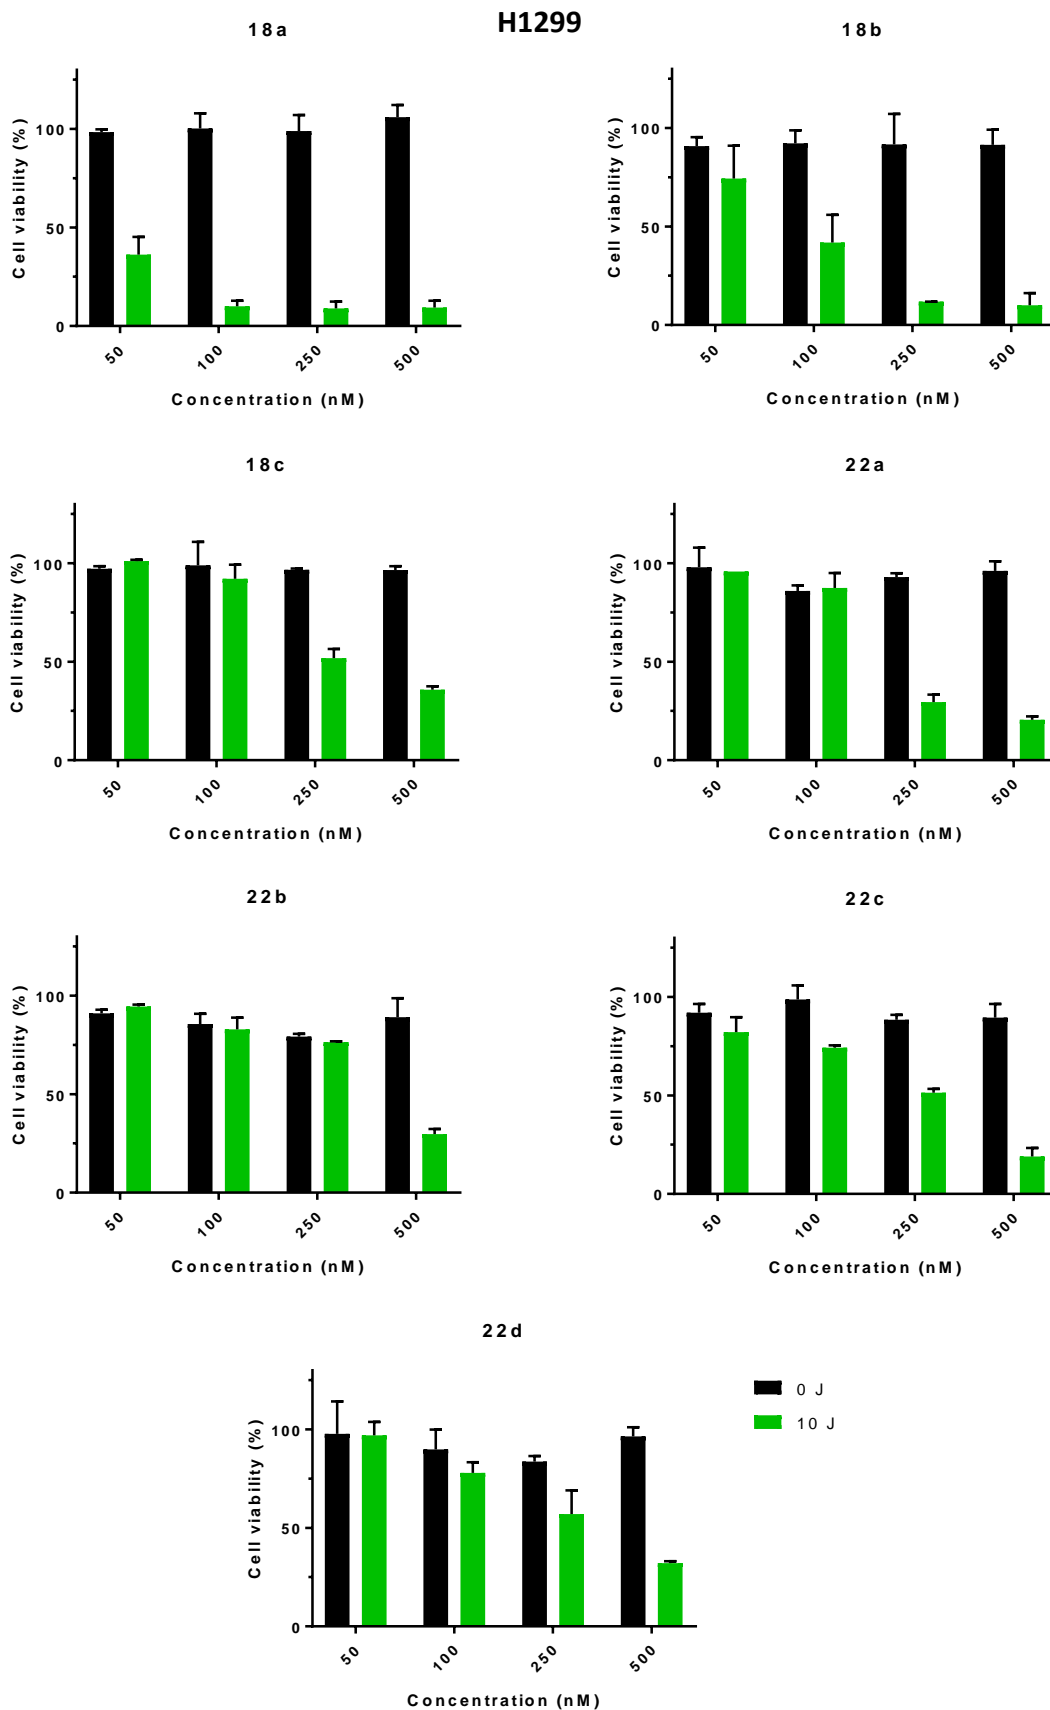 H1299
18a
Cell viability (%)
100
50
0
50 100 250 500
Concentration (nM)
18b
Cell viability (%)
100
50
0
50 100 250 500
Concentration (nM)
18c
Cell viability (%)
100
50
0
50 100 250 500
Concentration (nM)
22a
Cell viability (%)
100
50
0
50 100 250 500
Concentration (nM)
22b
Cell viability (%)
100
50
0
50 100 250 500
Concentration (nM)
22c
Cell viability (%)
100
50
0
50 100 250 500
Concentration (nM)
22d
Cell viability (%)
100
50
0
50 100 250 500
Concentration (nM)
0 J
10 J